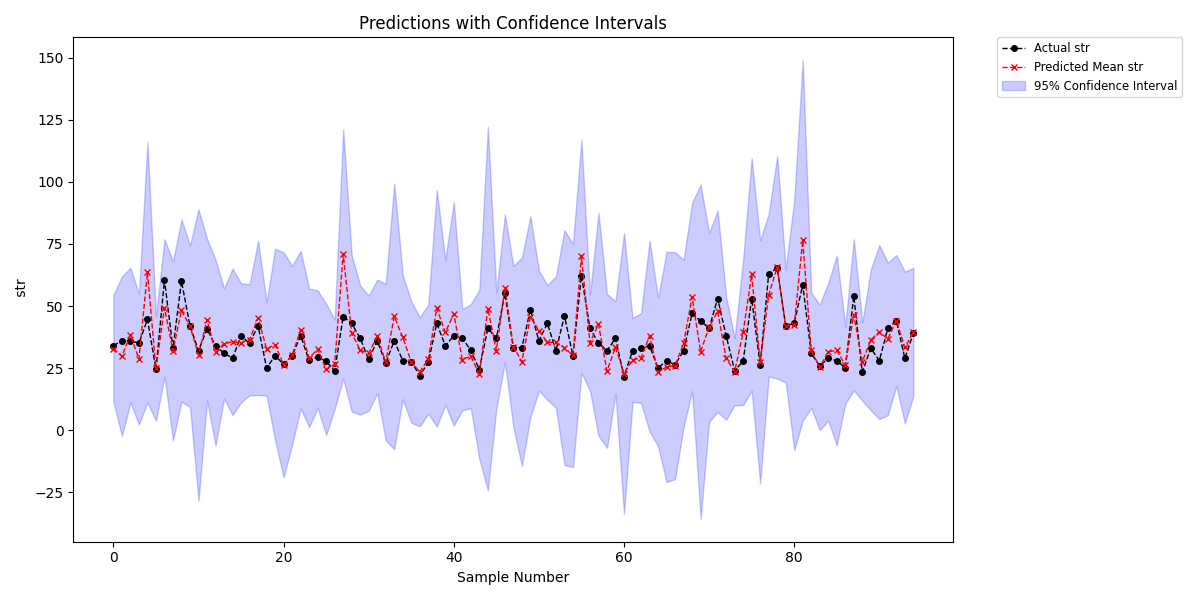 Predictions with Confidence Intervals
Actual str
Predicted Mean str
95% Confidence Interval
150
125
100
75
50
25
0
−25
str
0
20
40
60
80
Sample Number